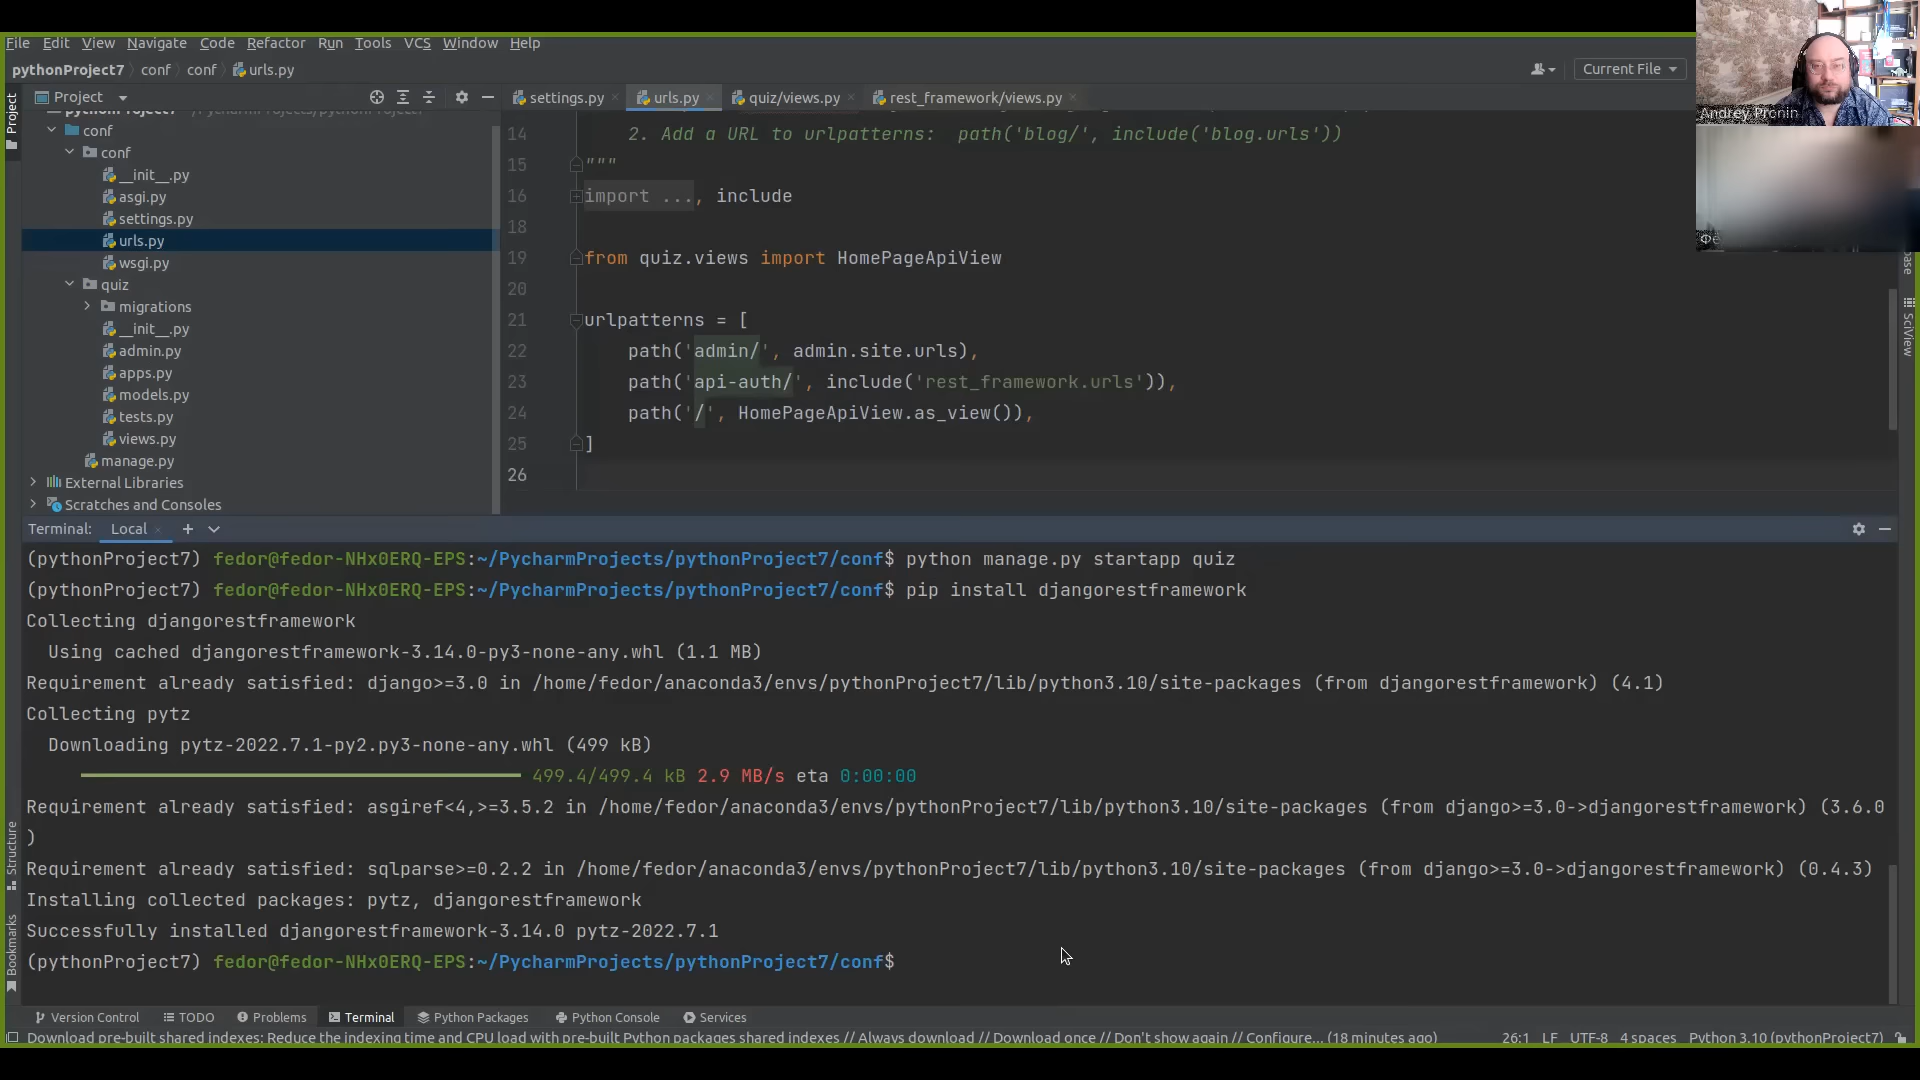 File Edit View Navigate Code Refactor Run Tools VCS Window Help
pythonProject7 conf conf urls.py
Current File
Andrey Pronin
Project
settings.py
urls.py
quiz/views.py
rest_framework/views.py
Project
conf
conf
__init__.py
asgi.py
settings.py
urls.py
wsgi.py
quiz
migrations
__init__.py
admin.py
apps.py
models.py
tests.py
views.py
manage.py
External Libraries
Scratches and Consoles
14 2. Add a URL to urlpatterns:  path('blog/', include('blog.urls'))
15 """
16 import ..., include
18
19 from quiz.views import HomePageApiView
20
21 urlpatterns = [
22 path('admin/', admin.site.urls),
23 path('api-auth/', include('rest_framework.urls')),
24 path('/', HomePageApiView.as_view()),
25 ]
26
SciView
Terminal: Local
(pythonProject7) fedor@fedor-NHx0ERQ-EPS:~/PycharmProjects/pythonProject7/conf$ python manage.py startapp quiz
(pythonProject7) fedor@fedor-NHx0ERQ-EPS:~/PycharmProjects/pythonProject7/conf$ pip install djangorestframework
Collecting djangorestframework
Using cached djangorestframework-3.14.0-py3-none-any.whl (1.1 MB)
Requirement already satisfied: django>=3.0 in /home/fedor/anaconda3/envs/pythonProject7/lib/python3.10/site-packages (from djangorestframework) (4.1)
Collecting pytz
Downloading pytz-2022.7.1-py2.py3-none-any.whl (499 kB)
499.4/499.4 kB 2.9 MB/s eta 0:00:00
Requirement already satisfied: asgiref<4,>=3.5.2 in /home/fedor/anaconda3/envs/pythonProject7/lib/python3.10/site-packages (from django>=3.0->djangorestframework) (3.6.0
)
Requirement already satisfied: sqlparse>=0.2.2 in /home/fedor/anaconda3/envs/pythonProject7/lib/python3.10/site-packages (from django>=3.0->djangorestframework) (0.4.3)
Installing collected packages: pytz, djangorestframework
Successfully installed djangorestframework-3.14.0 pytz-2022.7.1
(pythonProject7) fedor@fedor-NHx0ERQ-EPS:~/PycharmProjects/pythonProject7/conf$
Structure
Bookmarks
Version Control TODO Problems Terminal Python Packages Python Console Services
Download pre-built shared indexes: Reduce the indexing time and CPU load with pre-built Python packages shared indexes // Always download // Download once // Don't show again // Configure... (18 minutes ago) 26:1 LF UTF-8 4 spaces Python 3.10 (pythonProject7)